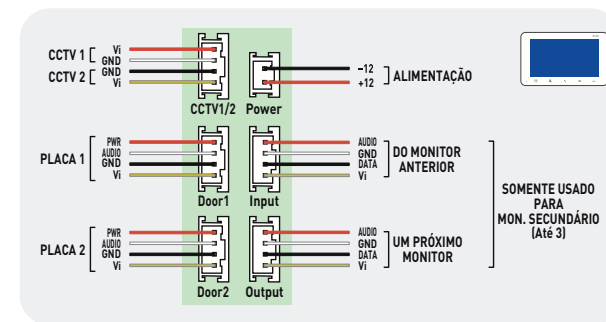 CCTV 1
CCTV 2
Vi
GND
GND
Vi
CCTV1/2
Power
-12
+12
ALIMENTAÇÃO
PLACA 1
PWR
AUDIO
GND
Vi
Door1
Input
AUDIO
GND
DATA
Vi
DO MONITOR
ANTERIOR
PLACA 2
PWR
AUDIO
GND
Vi
Door2
Output
AUDIO
GND
DATA
Vi
UM PRÓXIMO
MONITOR
SOMENTE USADO
PARA
MON. SECUNDÁRIO
(Até 3)